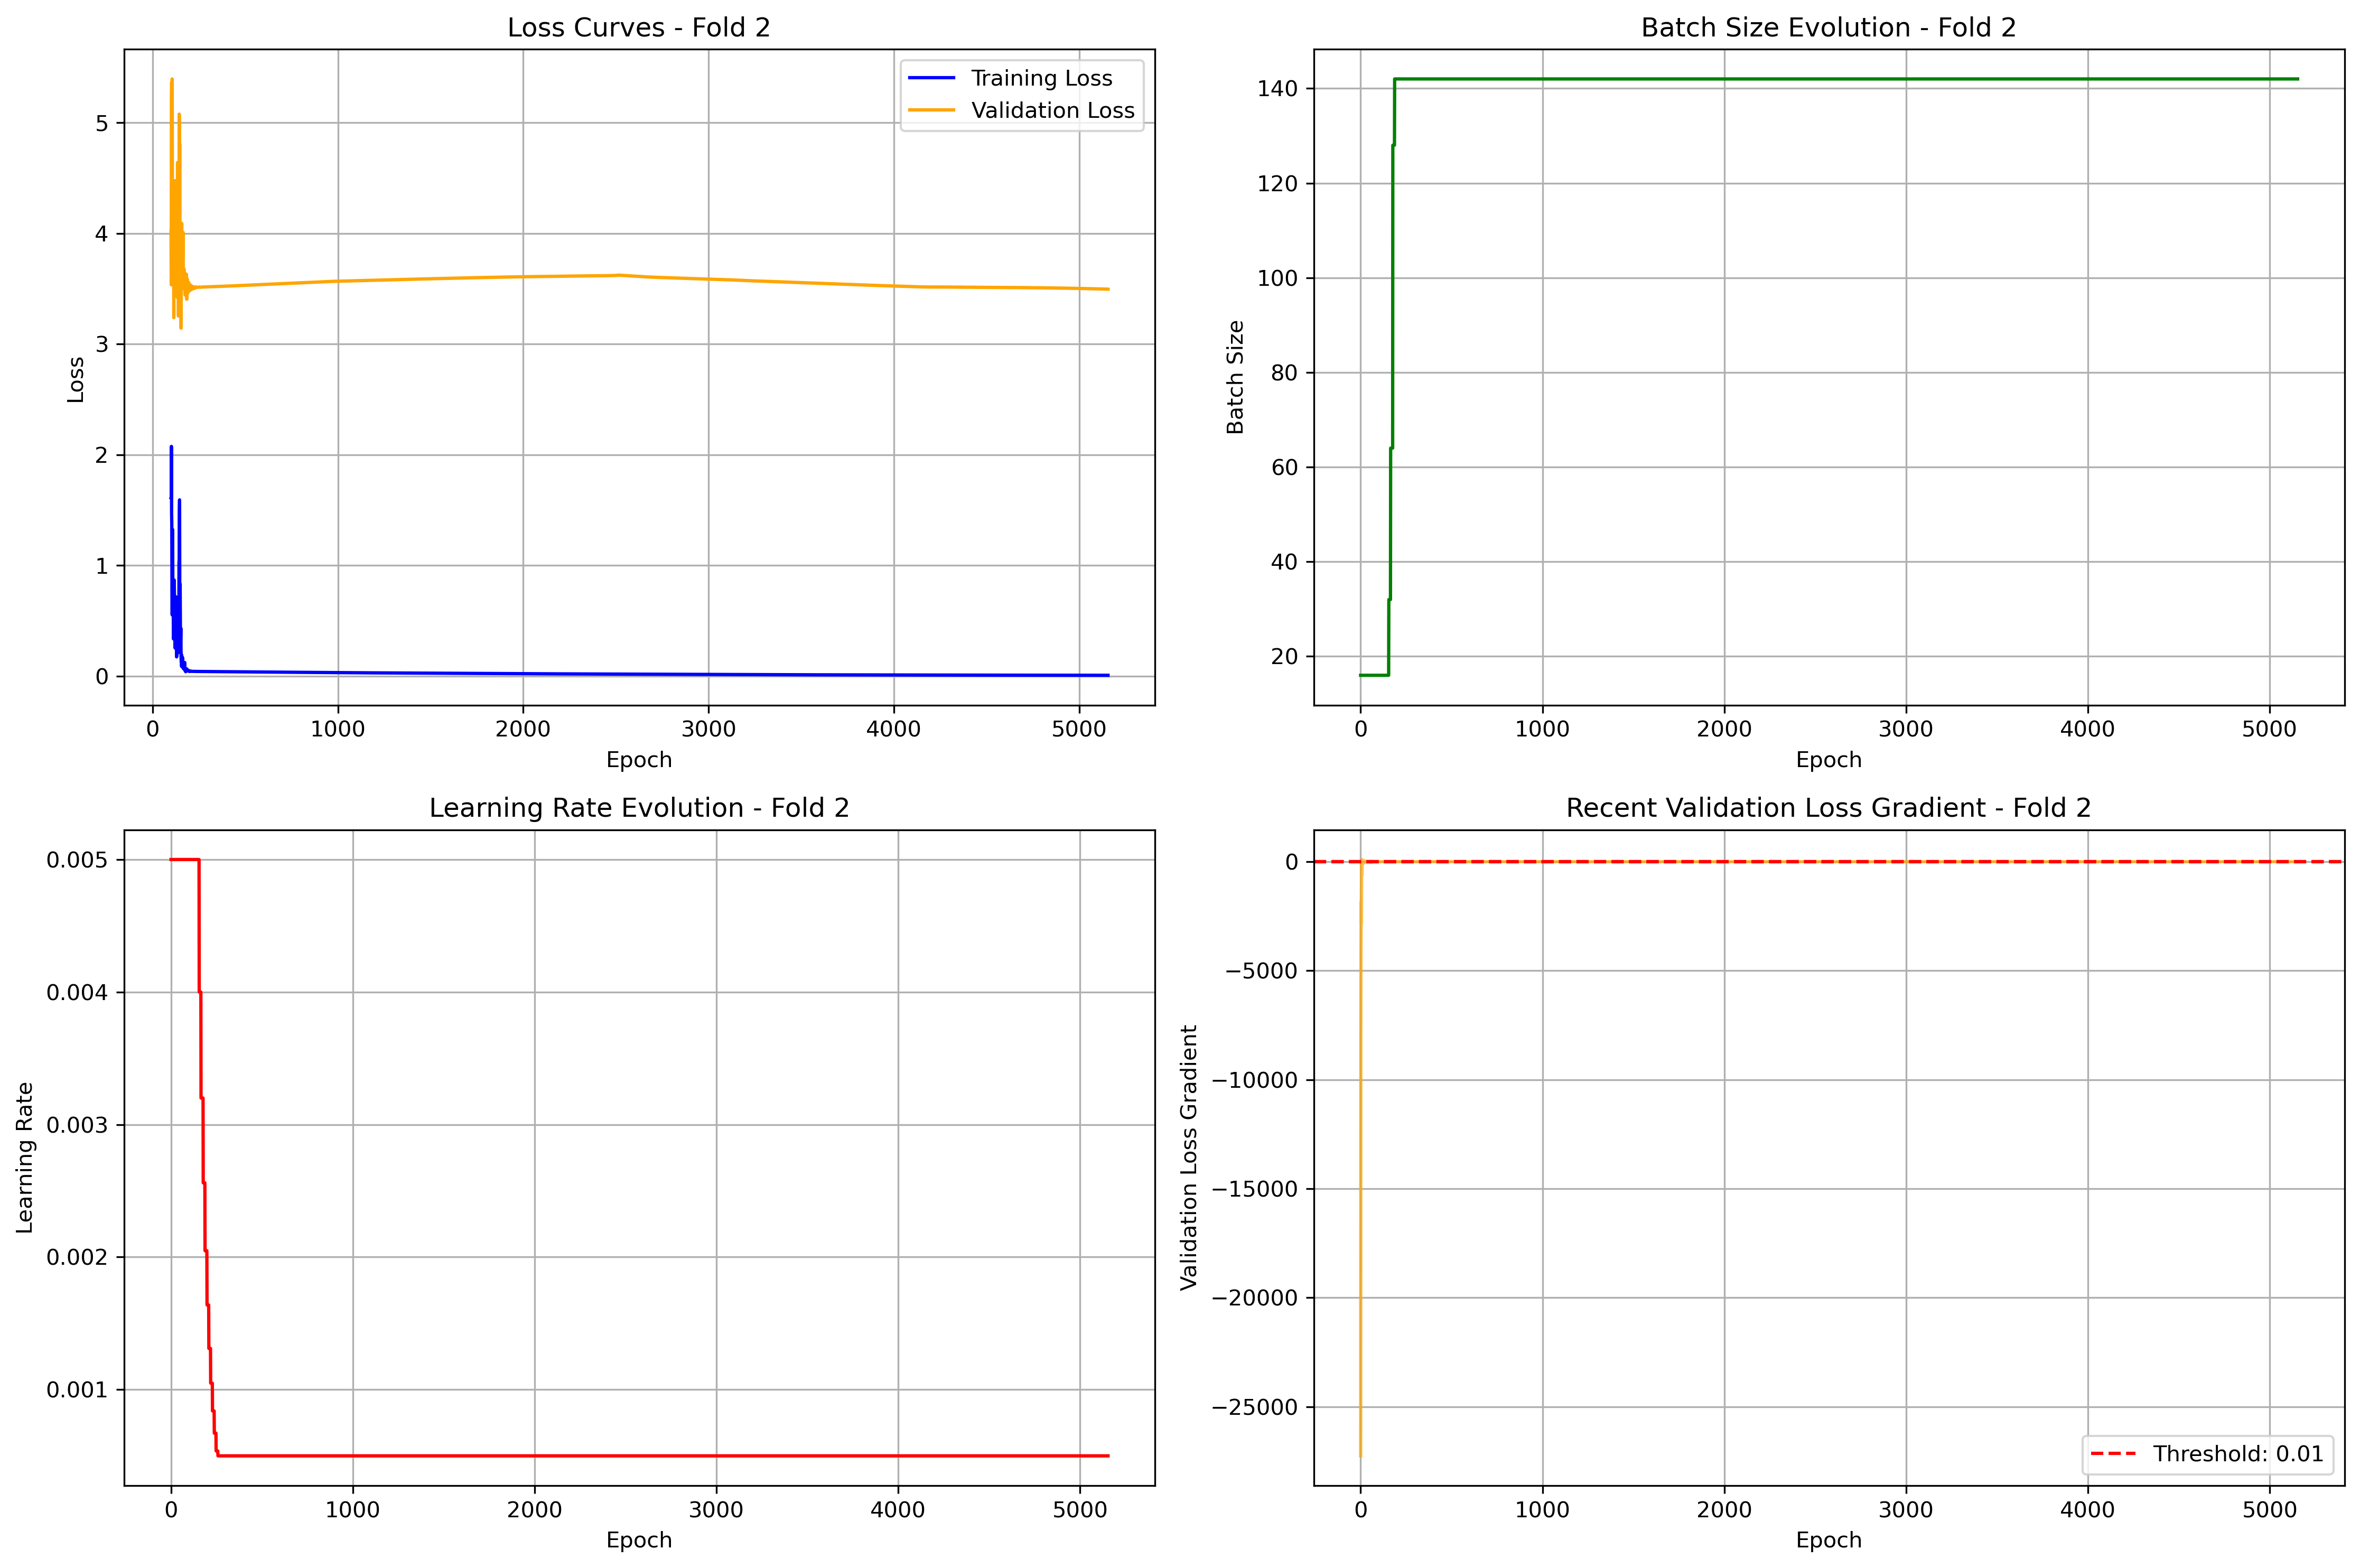 Loss Curves - Fold 2
Training Loss
Validation Loss
5
4
3
2
1
0
Loss
0 1000 2000 3000 4000 5000
Epoch
Batch Size Evolution - Fold 2
140
120
100
80
60
40
20
Batch Size
0 1000 2000 3000 4000 5000
Epoch
Learning Rate Evolution - Fold 2
0.005
0.004
0.003
0.002
0.001
Learning Rate
0 1000 2000 3000 4000 5000
Epoch
Recent Validation Loss Gradient - Fold 2
0
−5000
−10000
−15000
−20000
−25000
Validation Loss Gradient
Threshold: 0.01
0 1000 2000 3000 4000 5000
Epoch